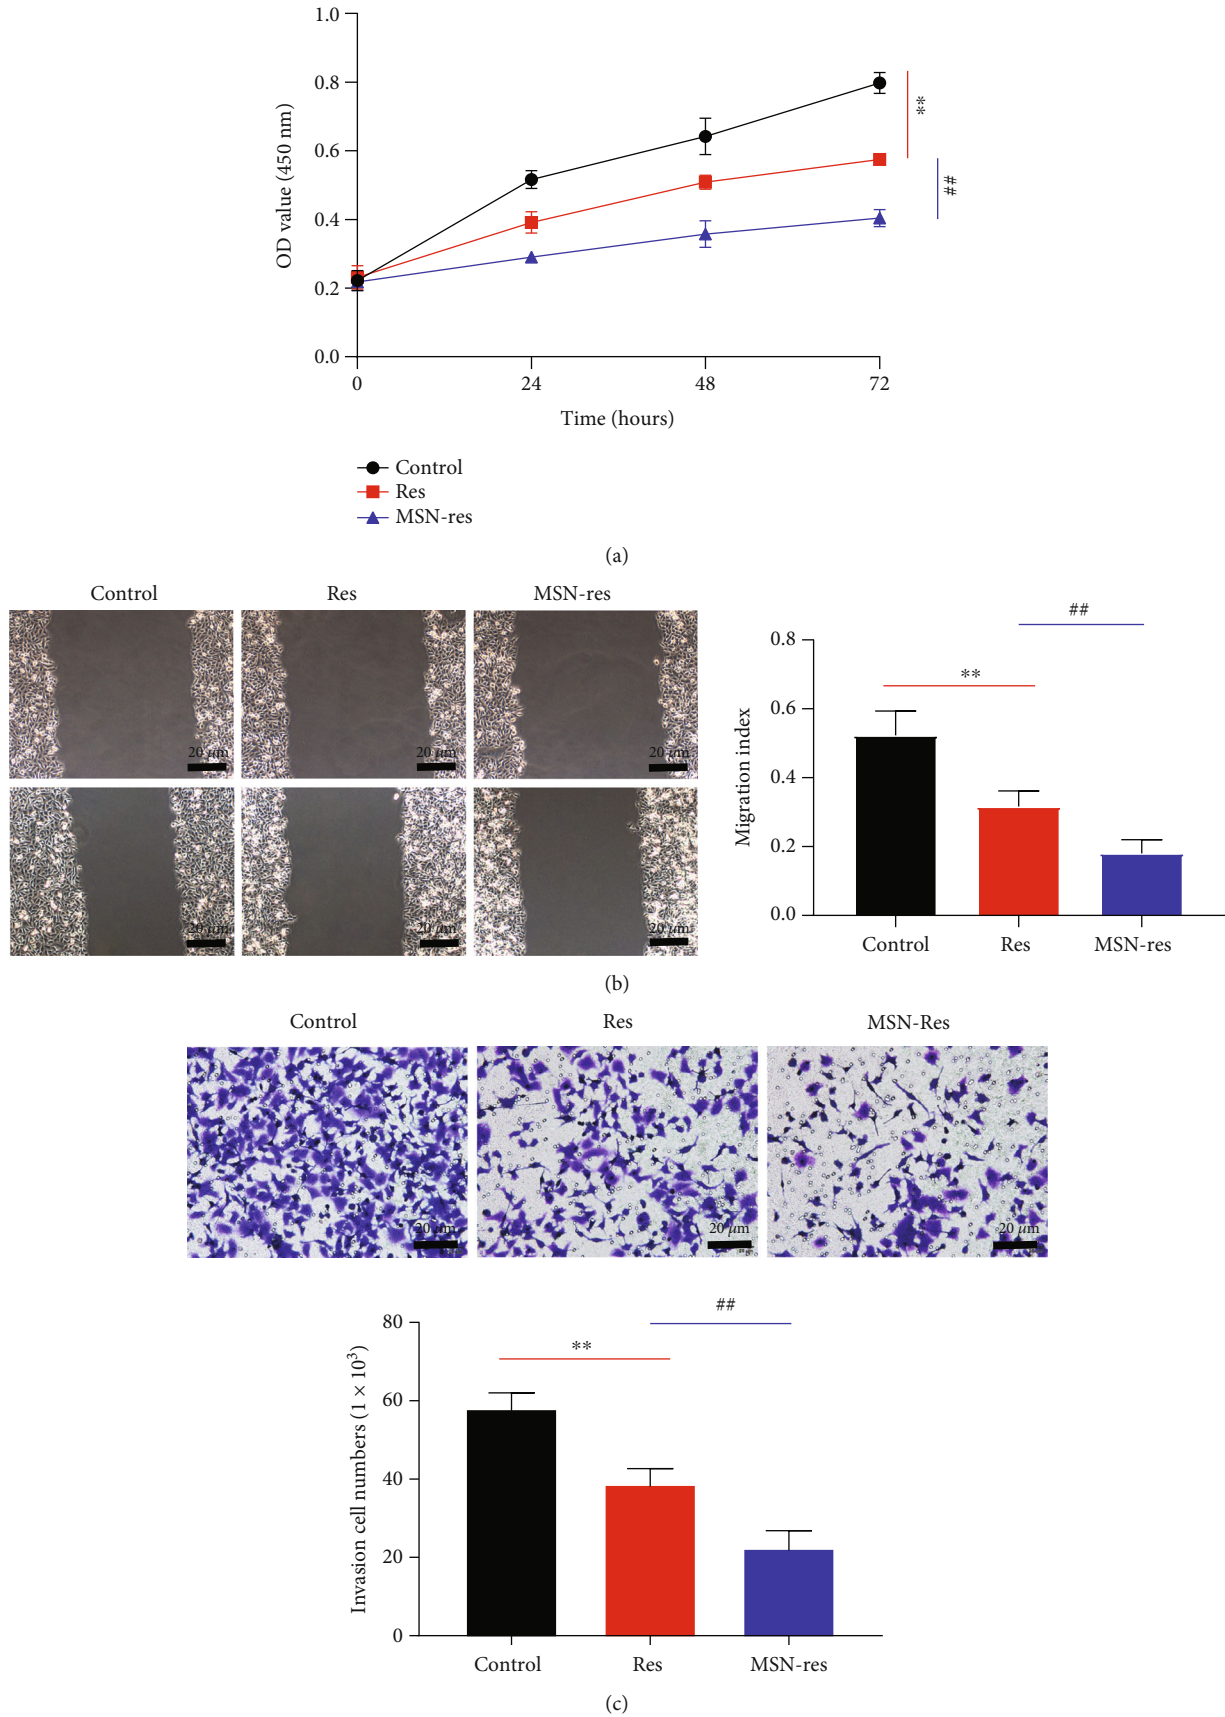 1.0
0.8
0.6
0.4
0.2
0.0
OD value (450 nm)
**
##
0
24
48
72
Time (hours)
Control
Res
MSN-res
(a)
Control
Res
MSN-res
20 μm
20 μm
20 μm
20 μm
20 μm
20 μm
##
**
0.8
0.6
0.4
0.2
0.0
Migration index
Control
Res
MSN-res
(b)
Control
Res
MSN-Res
20 μm
20 μm
20 μm
##
**
80
60
40
20
0
Invasion cell numbers (1 × 10³)
Control
Res
MSN-res
(c)